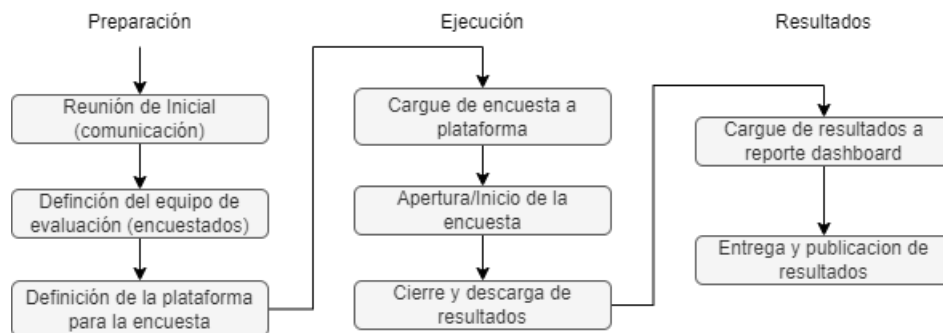 Preparación
Reunión de Inicial
(comunicación)
Definción del equipo de
evaluación (encuestados)
Definición de la plataforma
para la encuesta
Ejecución
Cargue de encuesta a
plataforma
Apertura/Inicio de la
encuesta
Cierre y descarga de
resultados
Resultados
Cargue de resultados a
reporte dashboard
Entrega y publicacion de
resultados